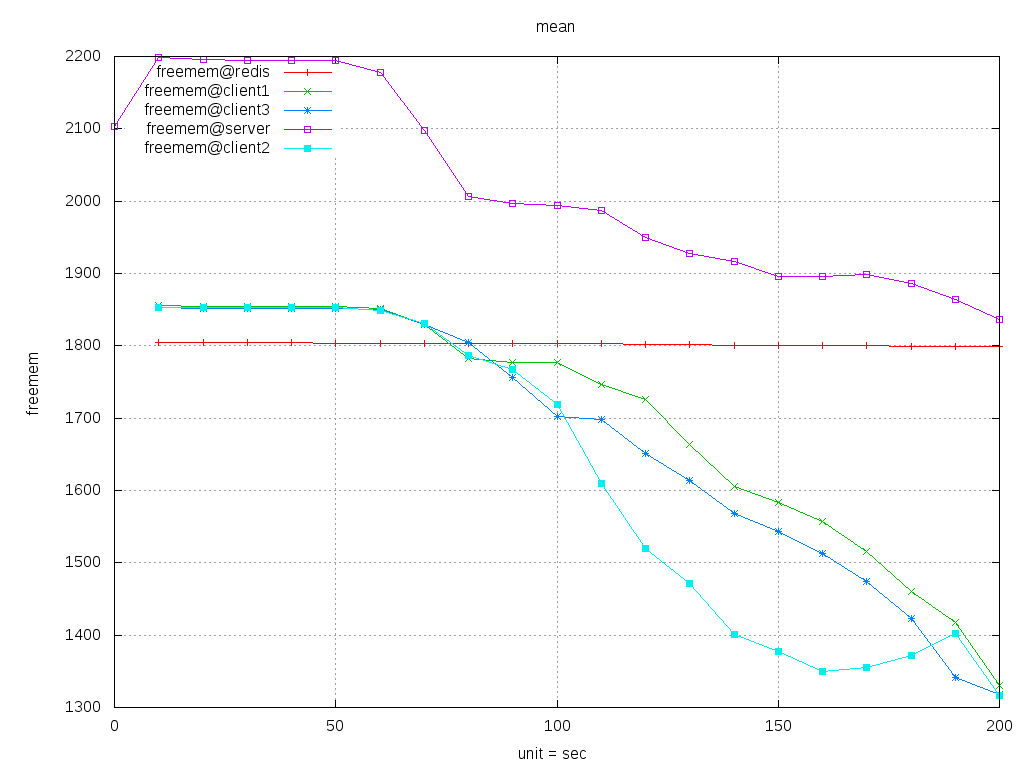 mean
2200
2100
2000
1900
1800
1700
1600
1500
1400
1300
freemem
freemem@redis
freemem@client1
freemem@client3
freemem@server
freemem@client2
0 50 100 150 200
unit = sec